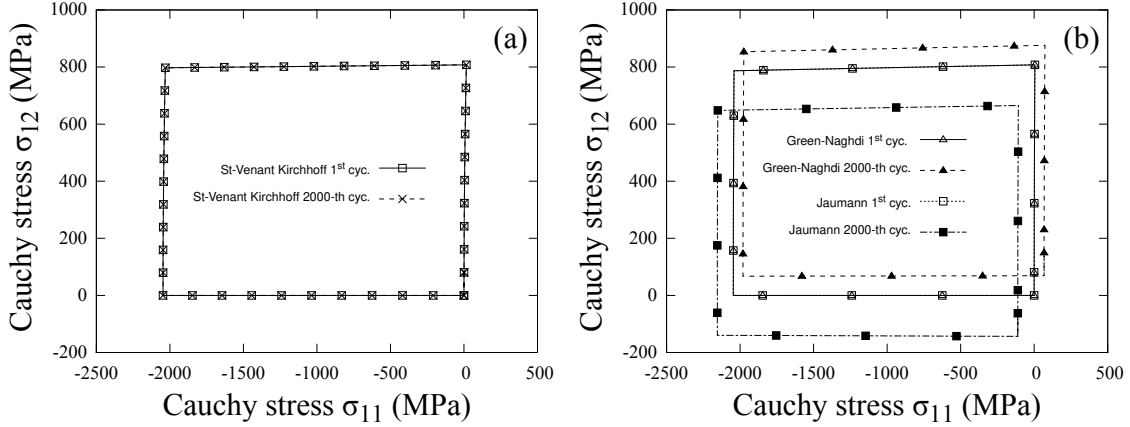 1000
800
600
400
200
0
-200
-2500 -2000 -1500 -1000 -500 0 500
Cauchy stress σ12 (MPa)
Cauchy stress σ11 (MPa)
(a)
St-Venant Kirchhoff 1st cyc.
St-Venant Kirchhoff 2000-th cyc.
1000
800
600
400
200
0
-200
-2500 -2000 -1500 -1000 -500 0 500
Cauchy stress σ12 (MPa)
Cauchy stress σ11 (MPa)
(b)
Green-Naghdi 1st cyc.
Green-Naghdi 2000-th cyc.
Jaumann 1st cyc.
Jaumann 2000-th cyc.